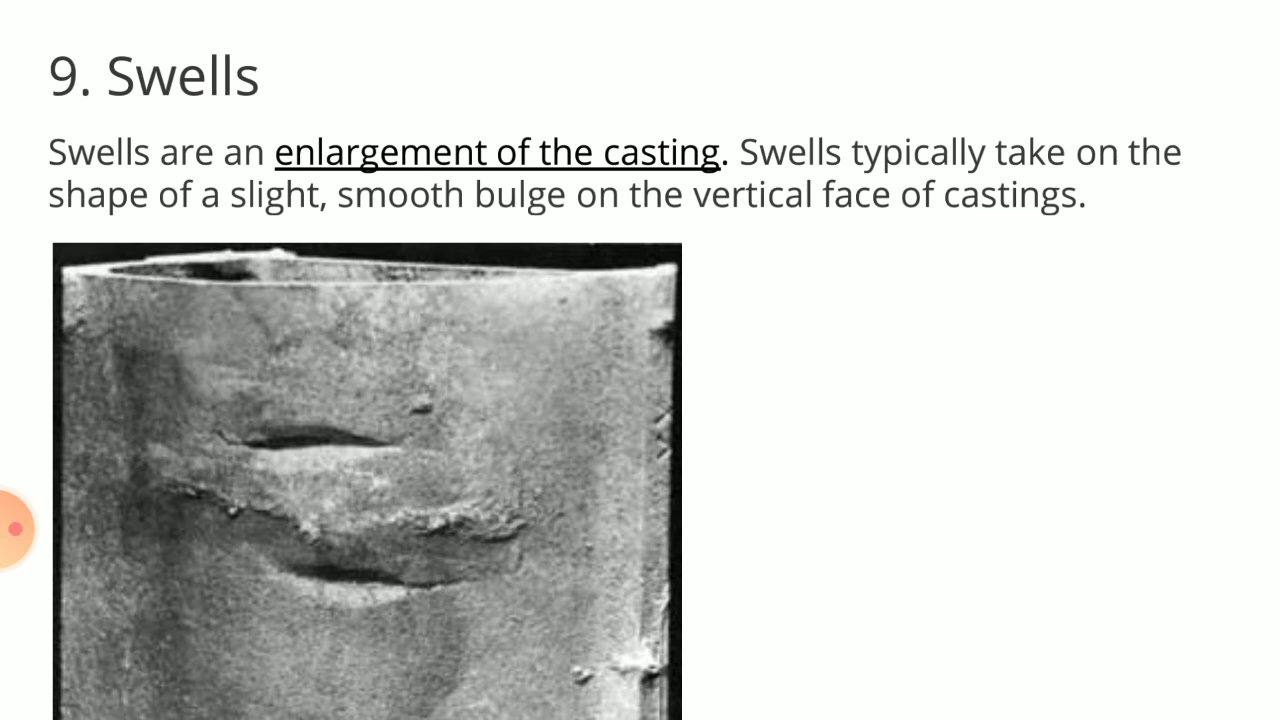 9. Swells
Swells are an enlargement of the casting. Swells typically take on the
shape of a slight, smooth bulge on the vertical face of castings.